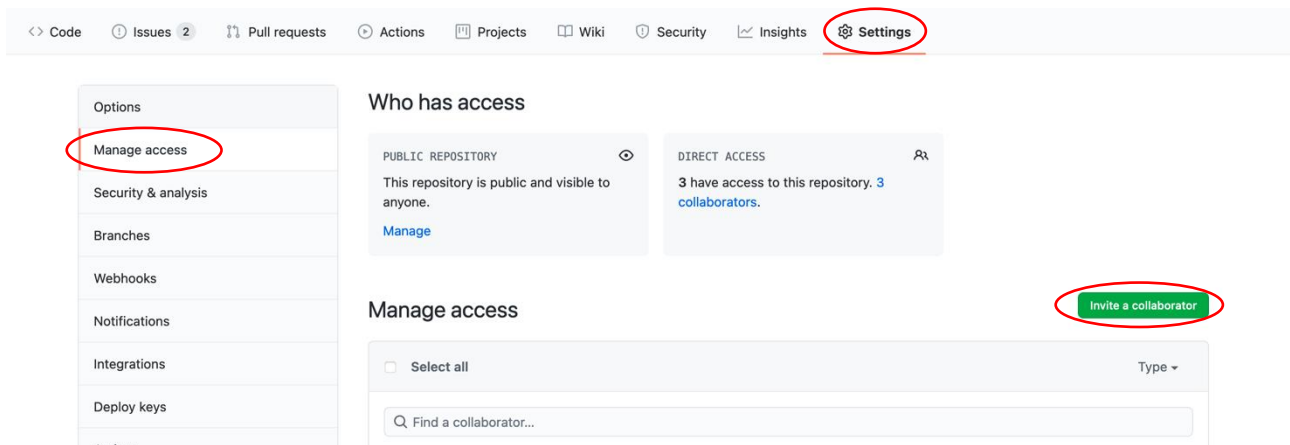 Code Issues 2 Pull requests Actions Projects Wiki Security Insights Settings
Options
Manage access
Security & analysis
Branches
Webhooks
Notifications
Integrations
Deploy keys
Who has access
PUBLIC REPOSITORY
This repository is public and visible to
anyone.
Manage
DIRECT ACCESS
3 have access to this repository. 3
collaborators.
Manage access
Invite a collaborator
Select all
Type
Find a collaborator...